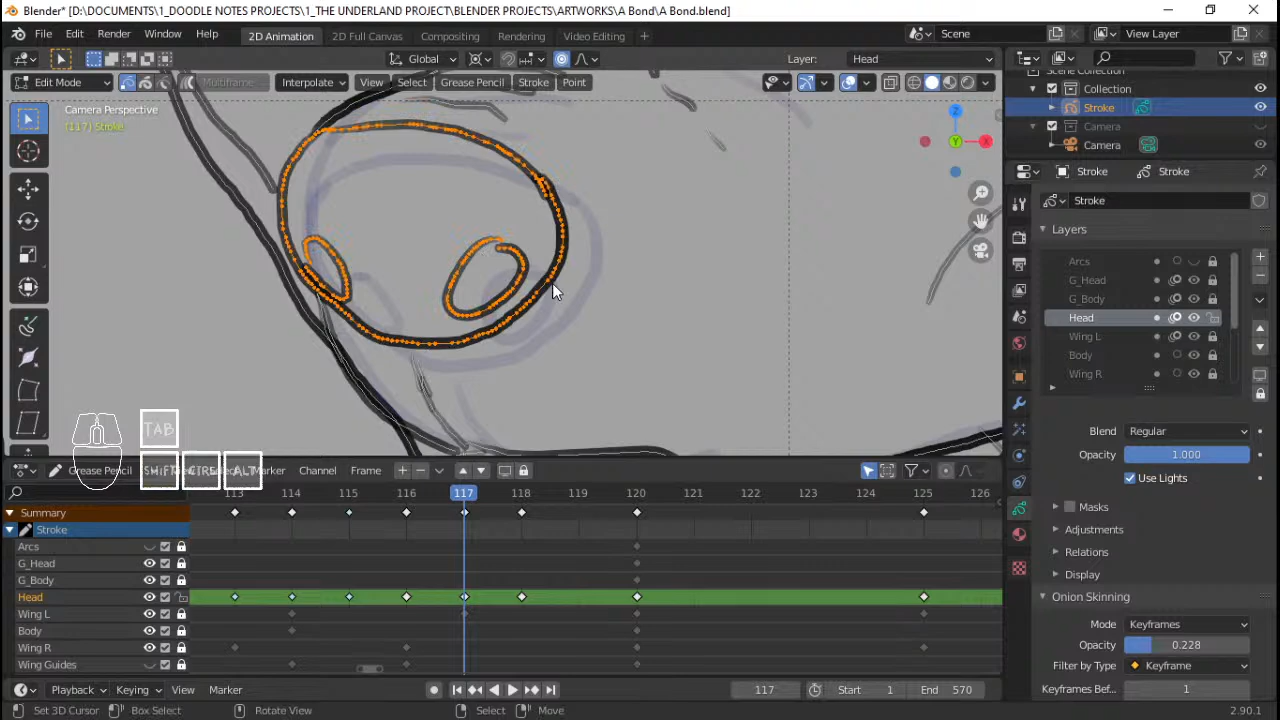 Blender* [D:\DOCUMENTS\1_DOODLE NOTES PROJECTS\1_THE UNDERLAND PROJECT\BLENDER PROJECTS\ARTWORKS\A Bond\A Bond.blend]
File Edit Render Window Help 2D Animation 2D Full Canvas Compositing Rendering Video Editing + Scene View Layer
Global Layer: Head
Edit Mode Multiframe Interpolate View Select Grease Pencil Stroke Point
Scene Collection
Collection
Stroke
Camera
Camera
Camera Perspective
(117) Stroke
Z
Y
X
Stroke Stroke
Stroke
Layers
Arcs
G_Head
G_Body
Head
Wing L
Body
Wing R
Blend Regular
Opacity 1.000
Use Lights
Masks
Adjustments
Relations
Display
Onion Skinning
Mode Keyframes
Opacity 0.228
Filter by Type Keyframe
Keyframes Bef... 1
TAB
SHIFT CTRL ALT
Grease Pencil View Select Marker Channel Frame
113 114 115 116 117 118 119 120 121 122 123 124 125 126
Summary
Stroke
Arcs
G_Head
G_Body
Head
Wing L
Body
Wing R
Wing Guides
Playback Keying View Marker 117 Start 1 End 570
Set 3D Cursor Box Select Rotate View Select Move 2.90.1